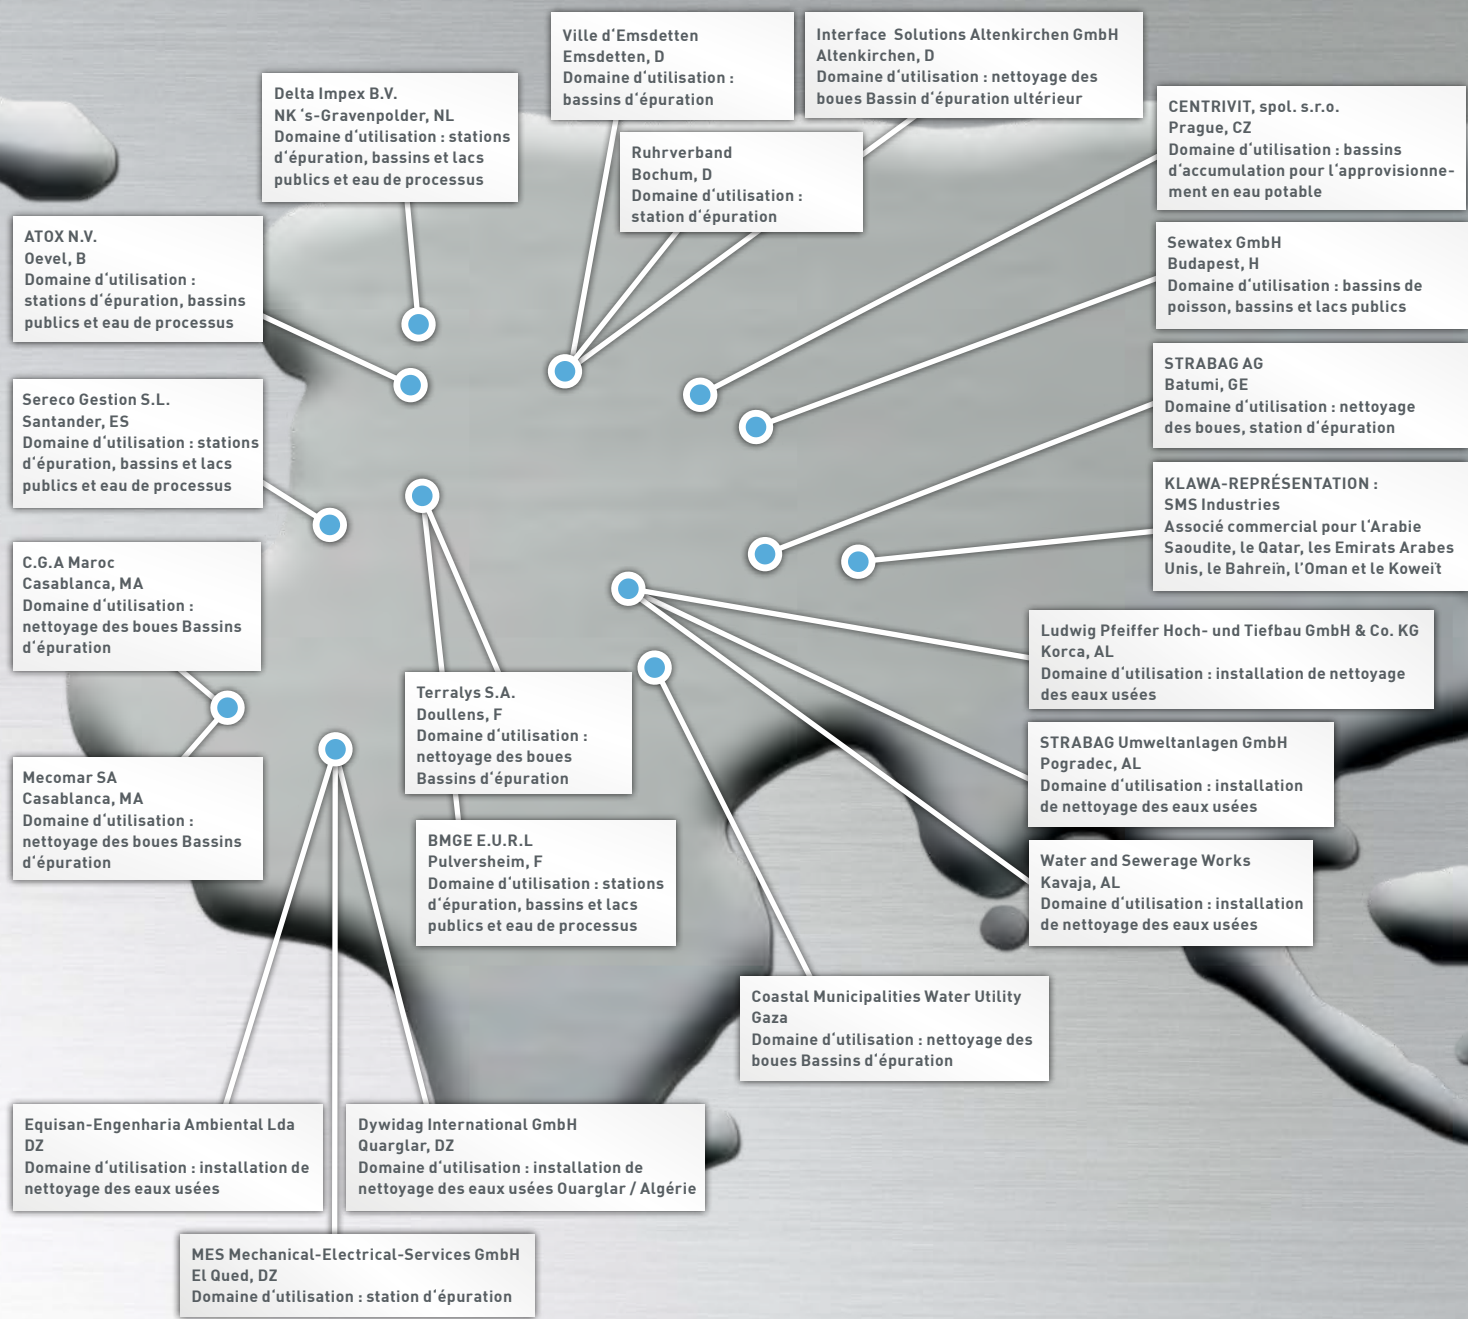 Ville d‘Emsdetten
Emsdetten, D
Domaine d‘utilisation :
bassins d‘épuration
Interface  Solutions Altenkirchen GmbH
Altenkirchen, D
Domaine d‘utilisation : nettoyage des
boues Bassin d‘épuration ultérieur
Delta Impex B.V.
NK ‘s-Gravenpolder, NL
Domaine d‘utilisation : stations
d‘épuration, bassins et lacs
publics et eau de processus
CENTRIVIT, spol. s.r.o.
Prague, CZ
Domaine d‘utilisation : bassins
d‘accumulation pour l‘approvisionne-
ment en eau potable
Ruhrverband
Bochum, D
Domaine d‘utilisation :
station d‘épuration
ATOX N.V.
Oevel, B
Domaine d‘utilisation :
stations d‘épuration, bassins
publics et eau de processus
Sewatex GmbH
Budapest, H
Domaine d‘utilisation : bassins de
poisson, bassins et lacs publics
STRABAG AG
Batumi, GE
Domaine d‘utilisation : nettoyage
des boues, station d‘épuration
Sereco Gestion S.L.
Santander, ES
Domaine d‘utilisation : stations
d‘épuration, bassins et lacs
publics et eau de processus
KLAWA-REPRÉSENTATION :
SMS Industries
Associé commercial pour l‘Arabie
Saoudite, le Qatar, les Emirats Arabes
Unis, le Bahreïn, l’Oman et le Koweït
C.G.A Maroc
Casablanca, MA
Domaine d‘utilisation :
nettoyage des boues Bassins
d‘épuration
Ludwig Pfeiffer Hoch- und Tiefbau GmbH & Co. KG
Korca, AL
Domaine d‘utilisation : installation de nettoyage
des eaux usées
Terralys S.A.
Doullens, F
Domaine d‘utilisation :
nettoyage des boues
Bassins d‘épuration
STRABAG Umweltanlagen GmbH
Pogradec, AL
Domaine d‘utilisation : installation
de nettoyage des eaux usées
Mecomar SA
Casablanca, MA
Domaine d‘utilisation :
nettoyage des boues Bassins
d‘épuration
BMGE E.U.R.L
Pulversheim, F
Domaine d‘utilisation : stations
d‘épuration, bassins et lacs
publics et eau de processus
Water and Sewerage Works
Kavaja, AL
Domaine d‘utilisation : installation
de nettoyage des eaux usées
Coastal Municipalities Water Utility
Gaza
Domaine d‘utilisation : nettoyage des
boues Bassins d‘épuration
Equisan-Engenharia Ambiental Lda
DZ
Domaine d‘utilisation : installation de
nettoyage des eaux usées
Dywidag International GmbH
Quarglar, DZ
Domaine d‘utilisation : installation de
nettoyage des eaux usées Ouarglar / Algérie
MES Mechanical-Electrical-Services GmbH
El Qued, DZ
Domaine d‘utilisation : station d‘épuration